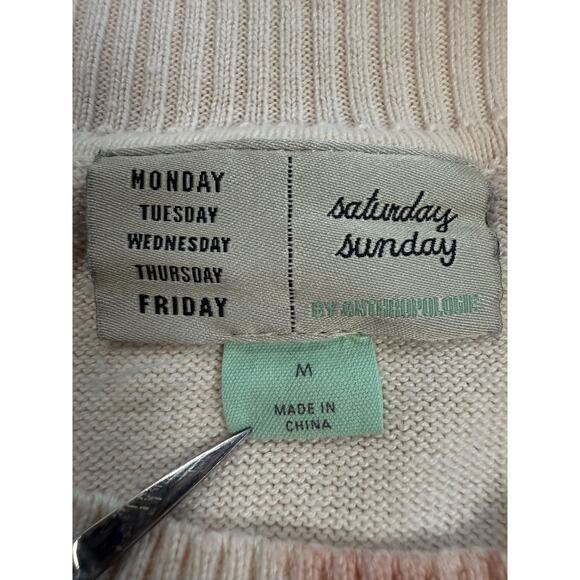 MONDAY
TUESDAY
WEDNESDAY
THURSDAY
FRIDAY
saturday
sunday
BY ANTHROPOLOGIE
M
MADE IN
CHINA